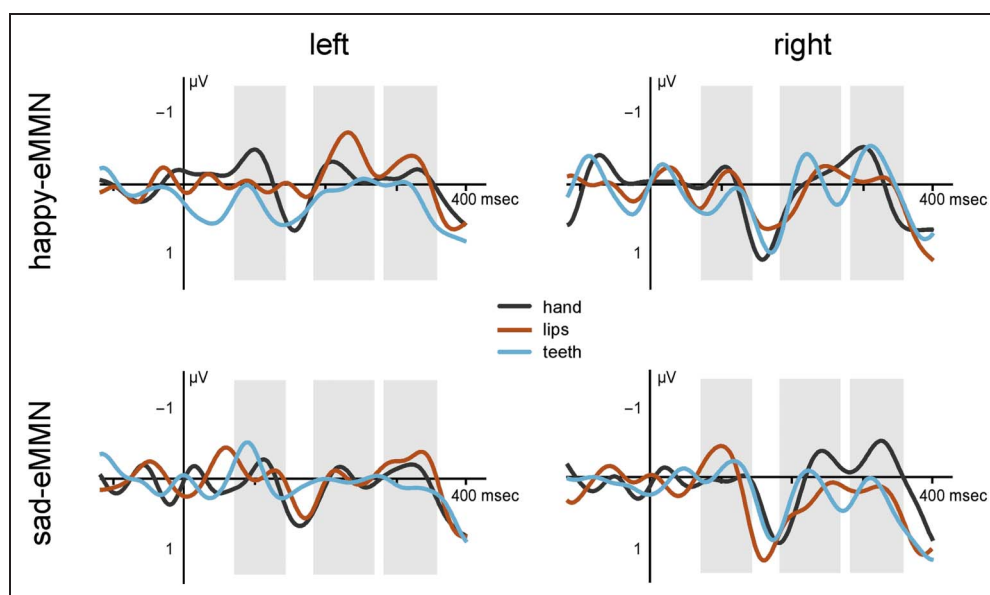 left
right
happy-eMMN
µV
−1
1
400 msec
µV
−1
1
400 msec
hand
lips
teeth
sad-eMMN
µV
−1
1
400 msec
µV
−1
1
400 msec